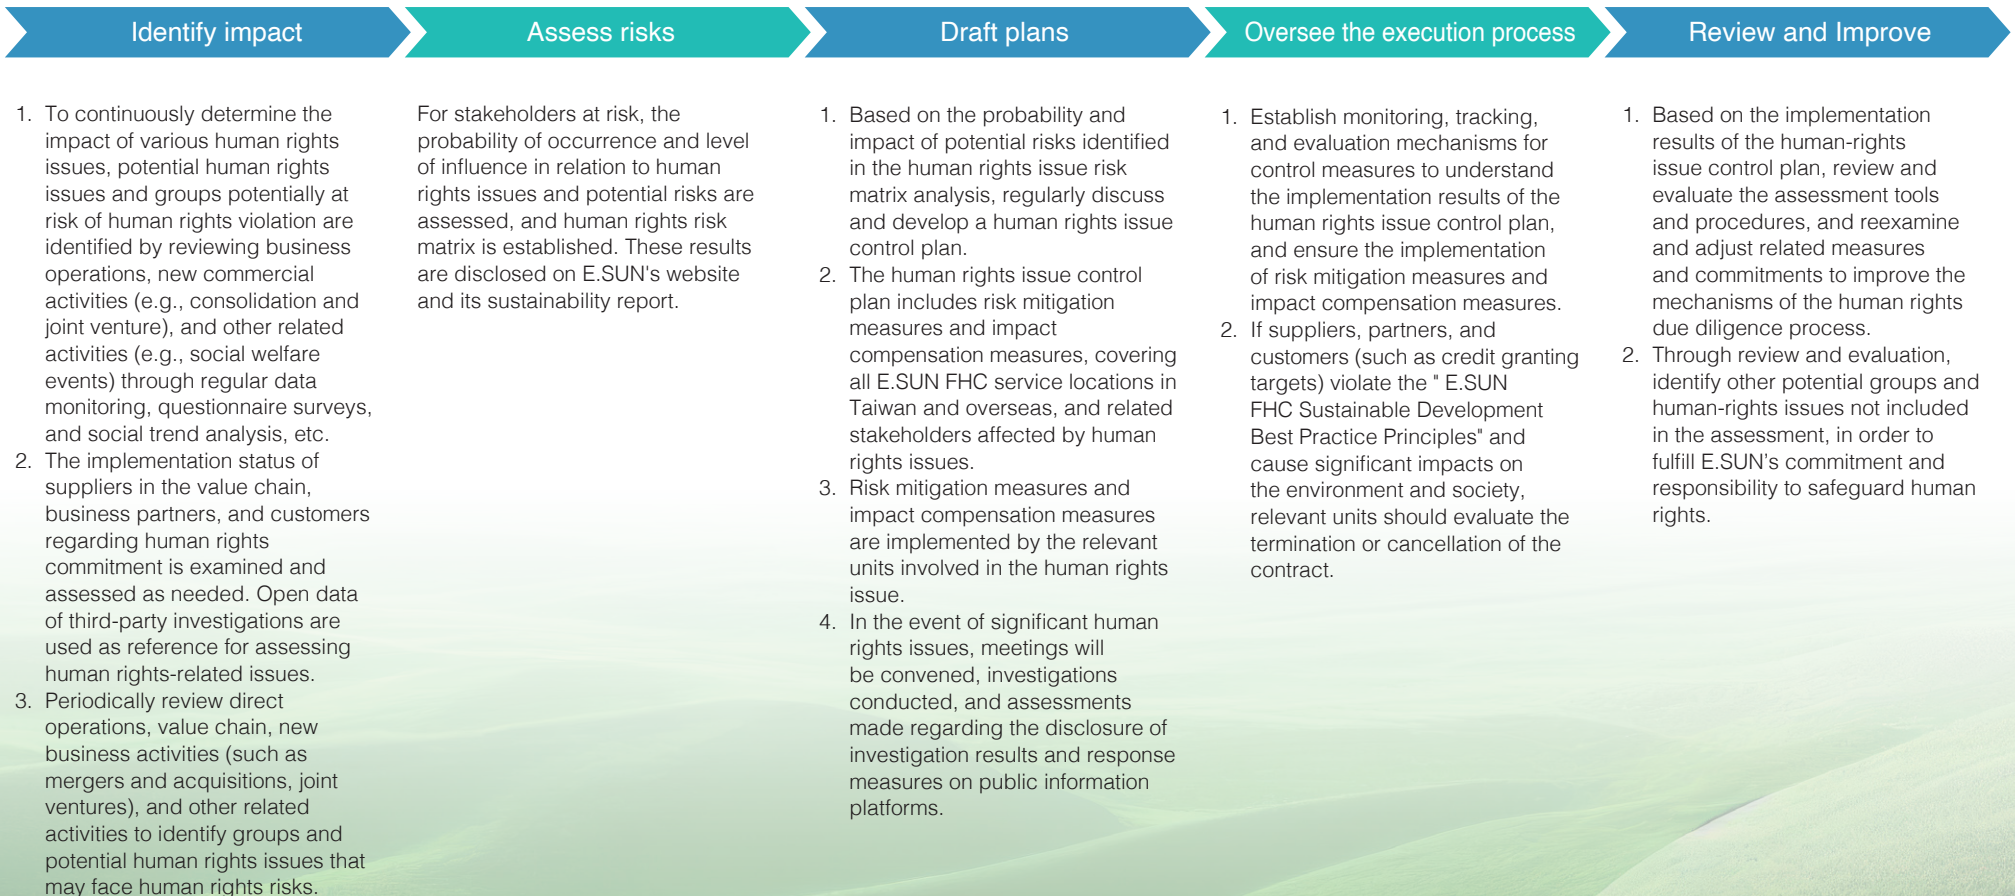 Identify impact
Assess risks
Draft plans
Oversee the execution process
Review and Improve
1. To continuously determine the
impact of various human rights
issues, potential human rights
issues and groups potentially at
risk of human rights violation are
identified by reviewing business
operations, new commercial
activities (e.g., consolidation and
joint venture), and other related
activities (e.g., social welfare
events) through regular data
monitoring, questionnaire surveys,
and social trend analysis, etc.
2. The implementation status of
suppliers in the value chain,
business partners, and customers
regarding human rights
commitment is examined and
assessed as needed. Open data
of third-party investigations are
used as reference for assessing
human rights-related issues.
3. Periodically review direct
operations, value chain, new
business activities (such as
mergers and acquisitions, joint
ventures), and other related
activities to identify groups and
potential human rights issues that
may face human rights risks.
For stakeholders at risk, the
probability of occurrence and level
of influence in relation to human
rights issues and potential risks are
assessed, and human rights risk
matrix is established. These results
are disclosed on E.SUN's website
and its sustainability report.
1. Based on the probability and
impact of potential risks identified
in the human rights issue risk
matrix analysis, regularly discuss
and develop a human rights issue
control plan.
2. The human rights issue control
plan includes risk mitigation
measures and impact
compensation measures, covering
all E.SUN FHC service locations in
Taiwan and overseas, and related
stakeholders affected by human
rights issues.
3. Risk mitigation measures and
impact compensation measures
are implemented by the relevant
units involved in the human rights
issue.
4. In the event of significant human
rights issues, meetings will
be convened, investigations
conducted, and assessments
made regarding the disclosure of
investigation results and response
measures on public information
platforms.
1. Establish monitoring, tracking,
and evaluation mechanisms for
control measures to understand
the implementation results of the
human rights issue control plan,
and ensure the implementation
of risk mitigation measures and
impact compensation measures.
2. If suppliers, partners, and
customers (such as credit granting
targets) violate the " E.SUN
FHC Sustainable Development
Best Practice Principles" and
cause significant impacts on
the environment and society,
relevant units should evaluate the
termination or cancellation of the
contract.
1. Based on the implementation
results of the human-rights
issue control plan, review and
evaluate the assessment tools
and procedures, and reexamine
and adjust related measures
and commitments to improve the
mechanisms of the human rights
due diligence process.
2. Through review and evaluation,
identify other potential groups and
human-rights issues not included
in the assessment, in order to
fulfill E.SUN’s commitment and
responsibility to safeguard human
rights.